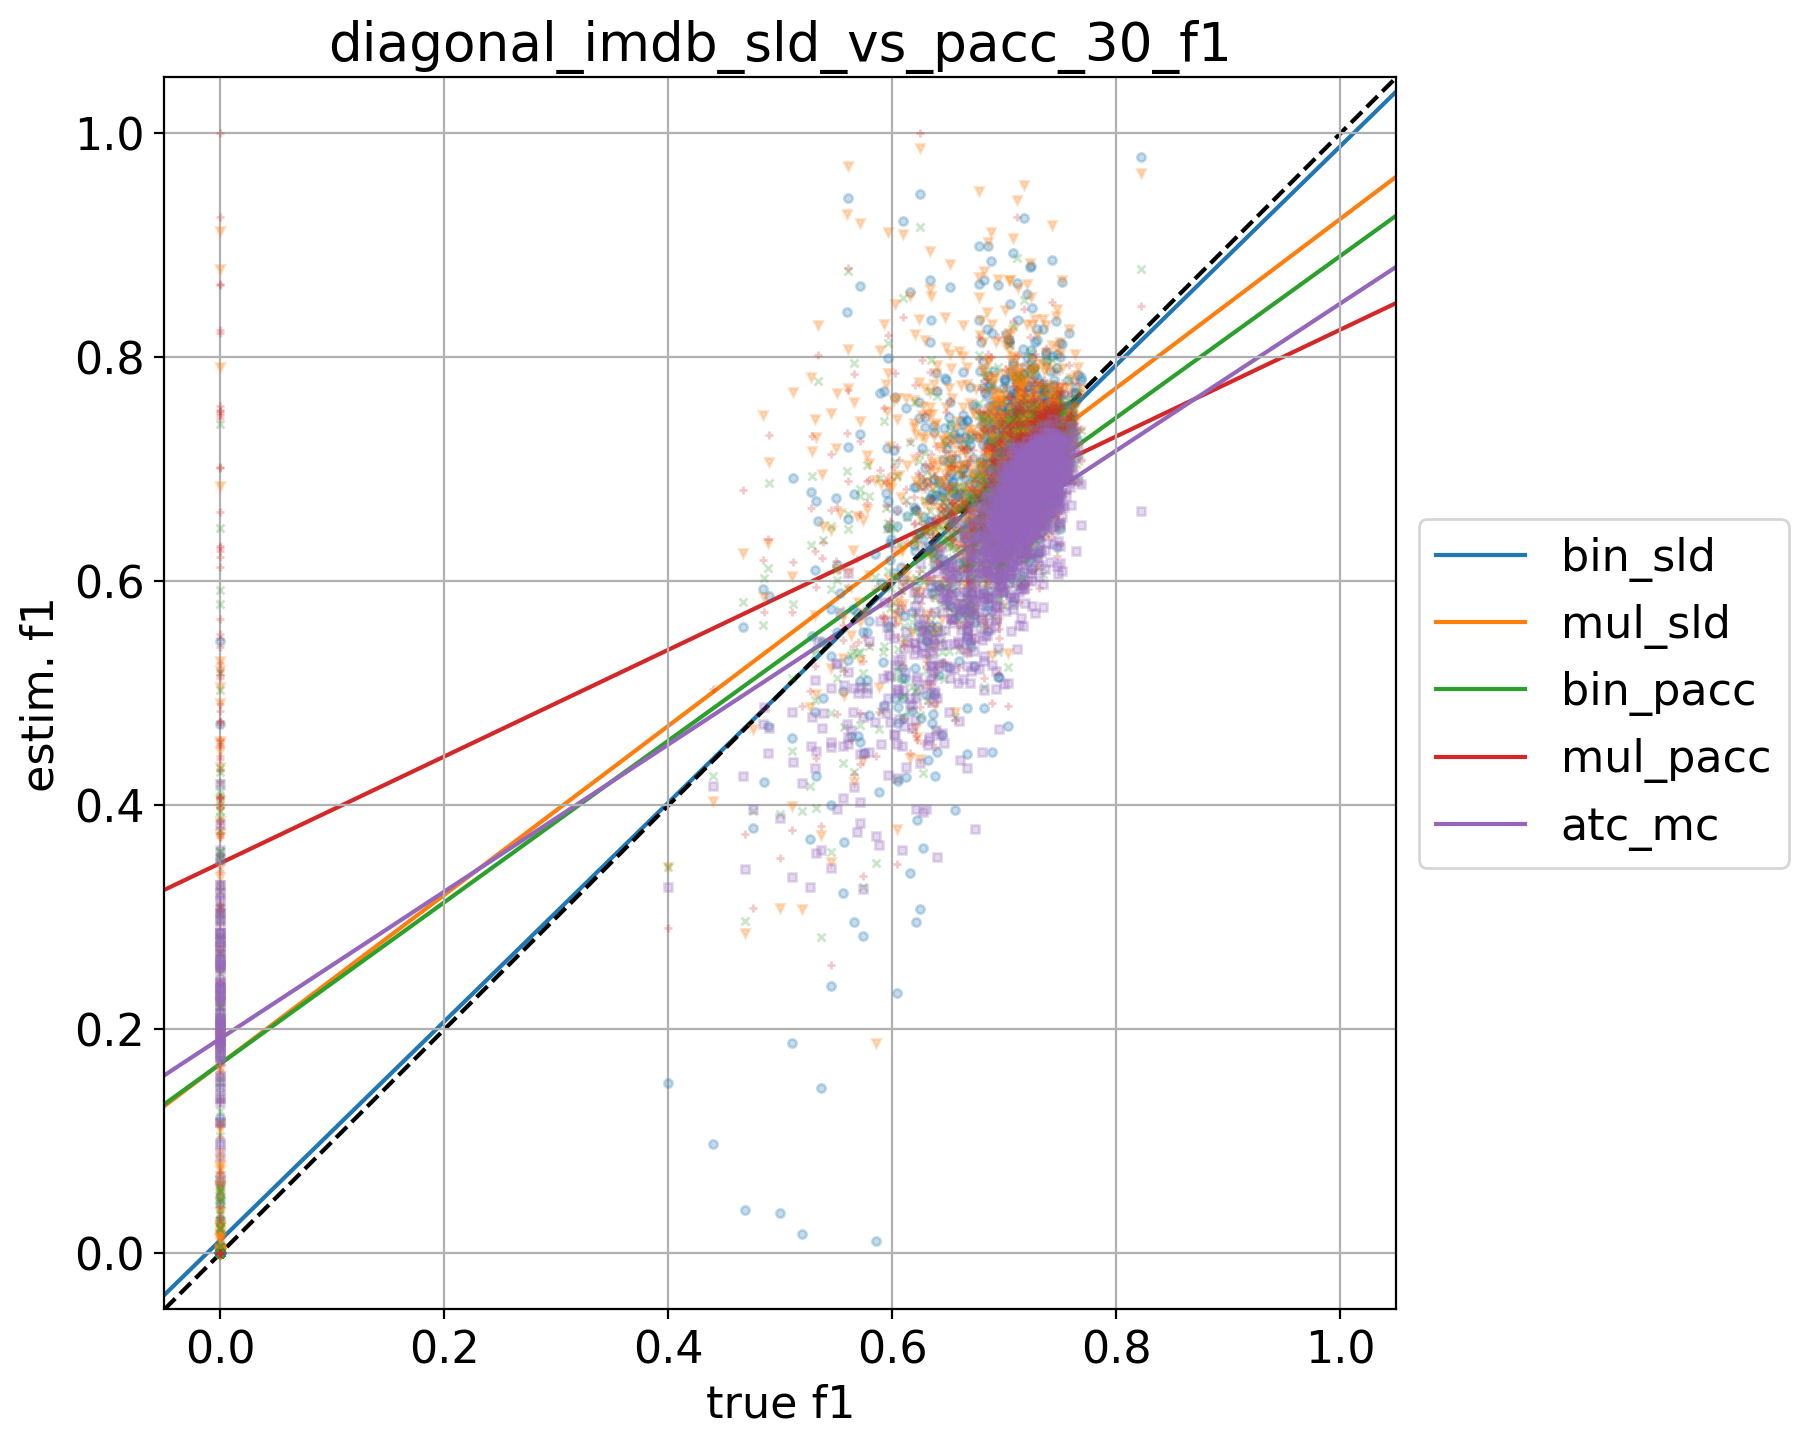 diagonal_imdb_sld_vs_pacc_30_f1
1.0
0.8
0.6
0.4
0.2
0.0
estim. f1
0.0 0.2 0.4 0.6 0.8 1.0
true f1
bin_sld
mul_sld
bin_pacc
mul_pacc
atc_mc